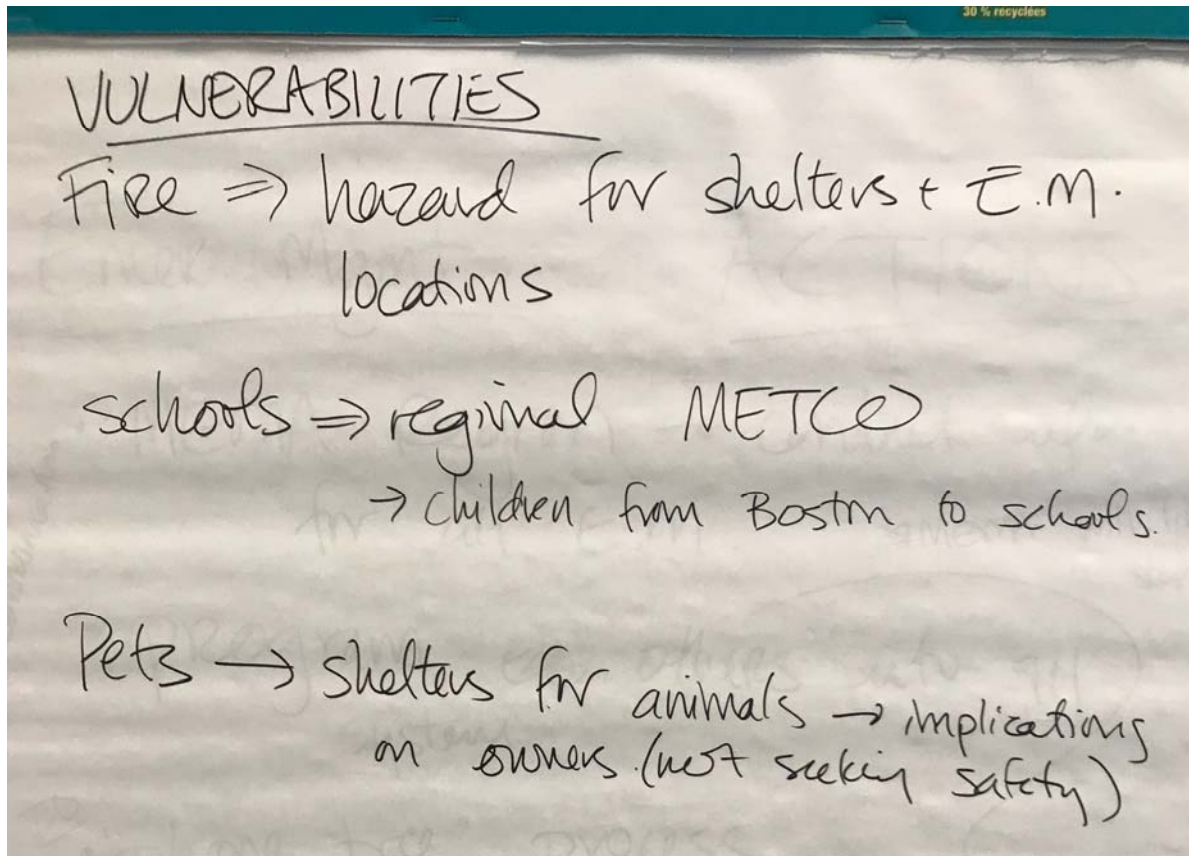 30 % recyclées
VULNERABILITIES
Fire ⇒ hazard for shelters + E.M.
locations
schools ⇒ regional METCO
→ children from Boston to schools.
Pets → shelters for animals → implications
on owners. (not seeking safety)